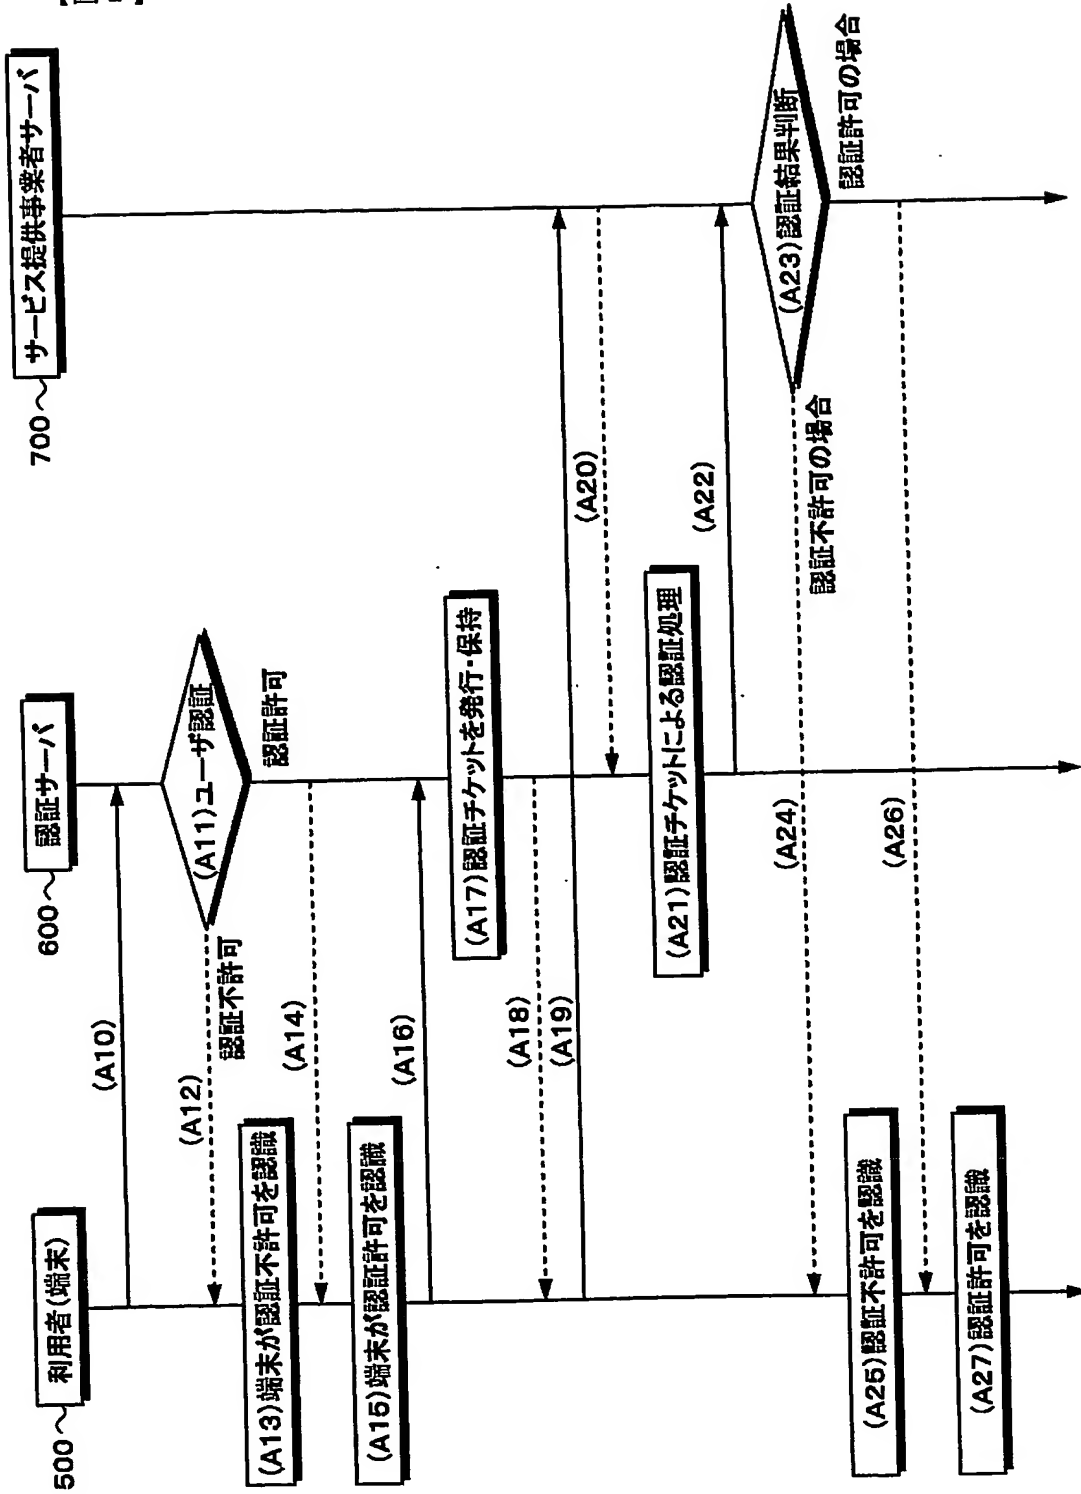 500 利用者(端末)
600 認証サーバ
700 サービス提供事業者サーバ
(A10)
(A11)ユーザ認証
認証不許可
(A12)
認証許可
(A13)端末が認証不許可を認識
(A14)
(A15)端末が認証許可を認識
(A16)
(A17)認証チケットを発行・保持
(A18)
(A19)
(A20)
(A21)認証チケットによる認証処理
(A22)
(A23)認証結果判断
認証不許可の場合
認証許可の場合
(A24)
(A25)認証不許可を認識
(A26)
(A27)認証許可を認識